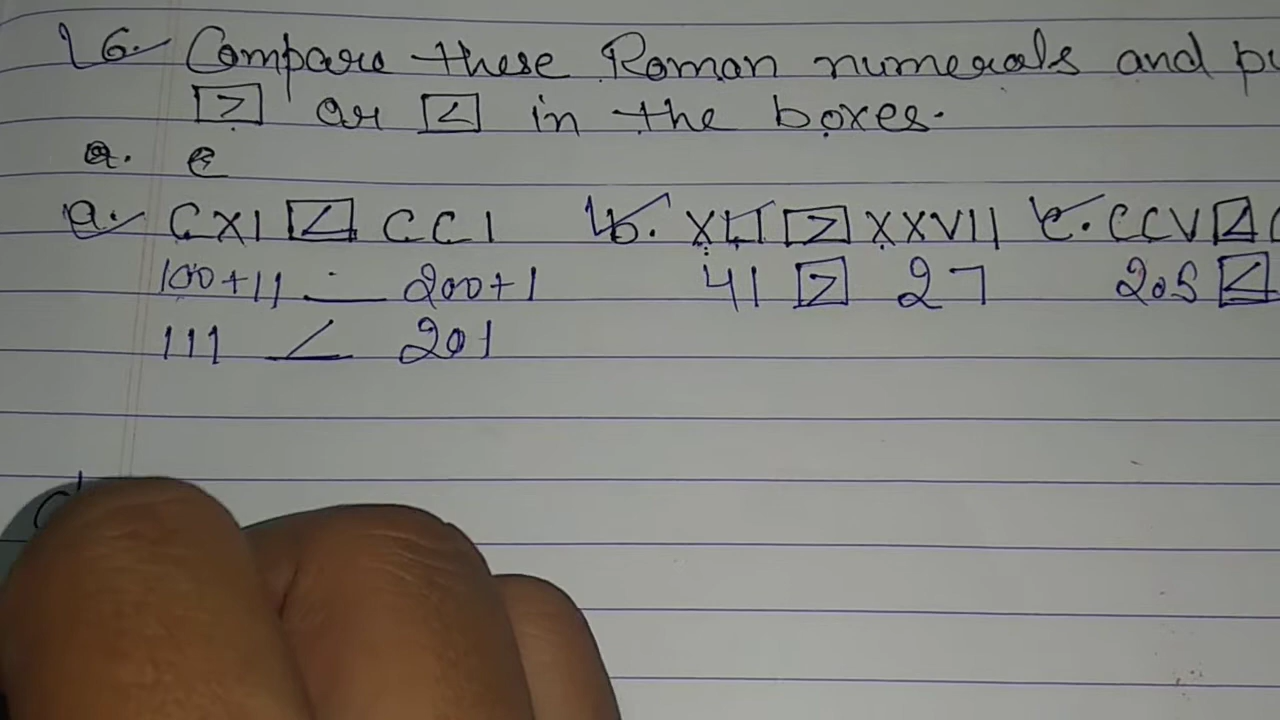 16. Compare these Roman numerals and
> or < in the boxes.
a. c
a. CXI < CCI b. XLI > XXVII c. CCV <
100+11 — 200+1 41 > 27 205 <
111 < 201
d